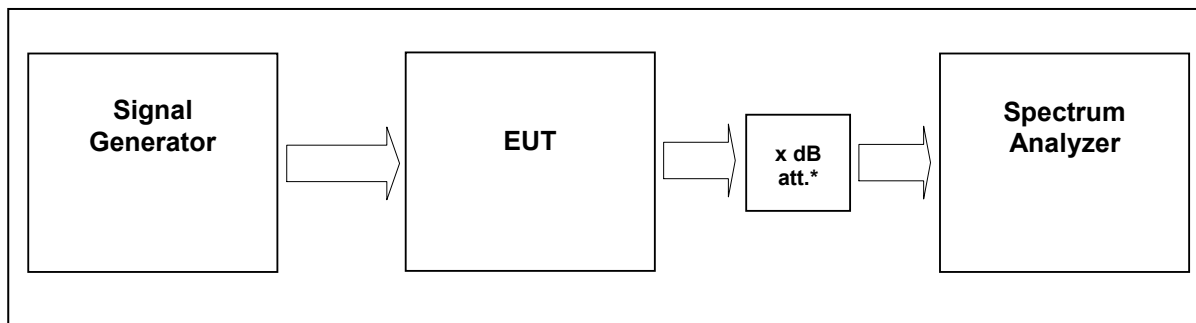 Signal
Generator
EUT
x dB
att.*
Spectrum
Analyzer